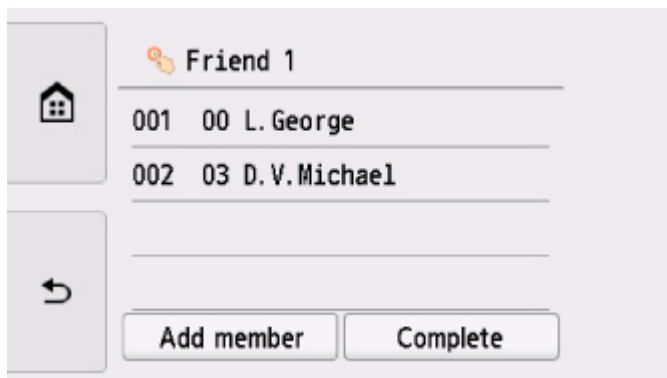 Friend 1
001 00 L.George
002 03 D.V.Michael
Add member Complete